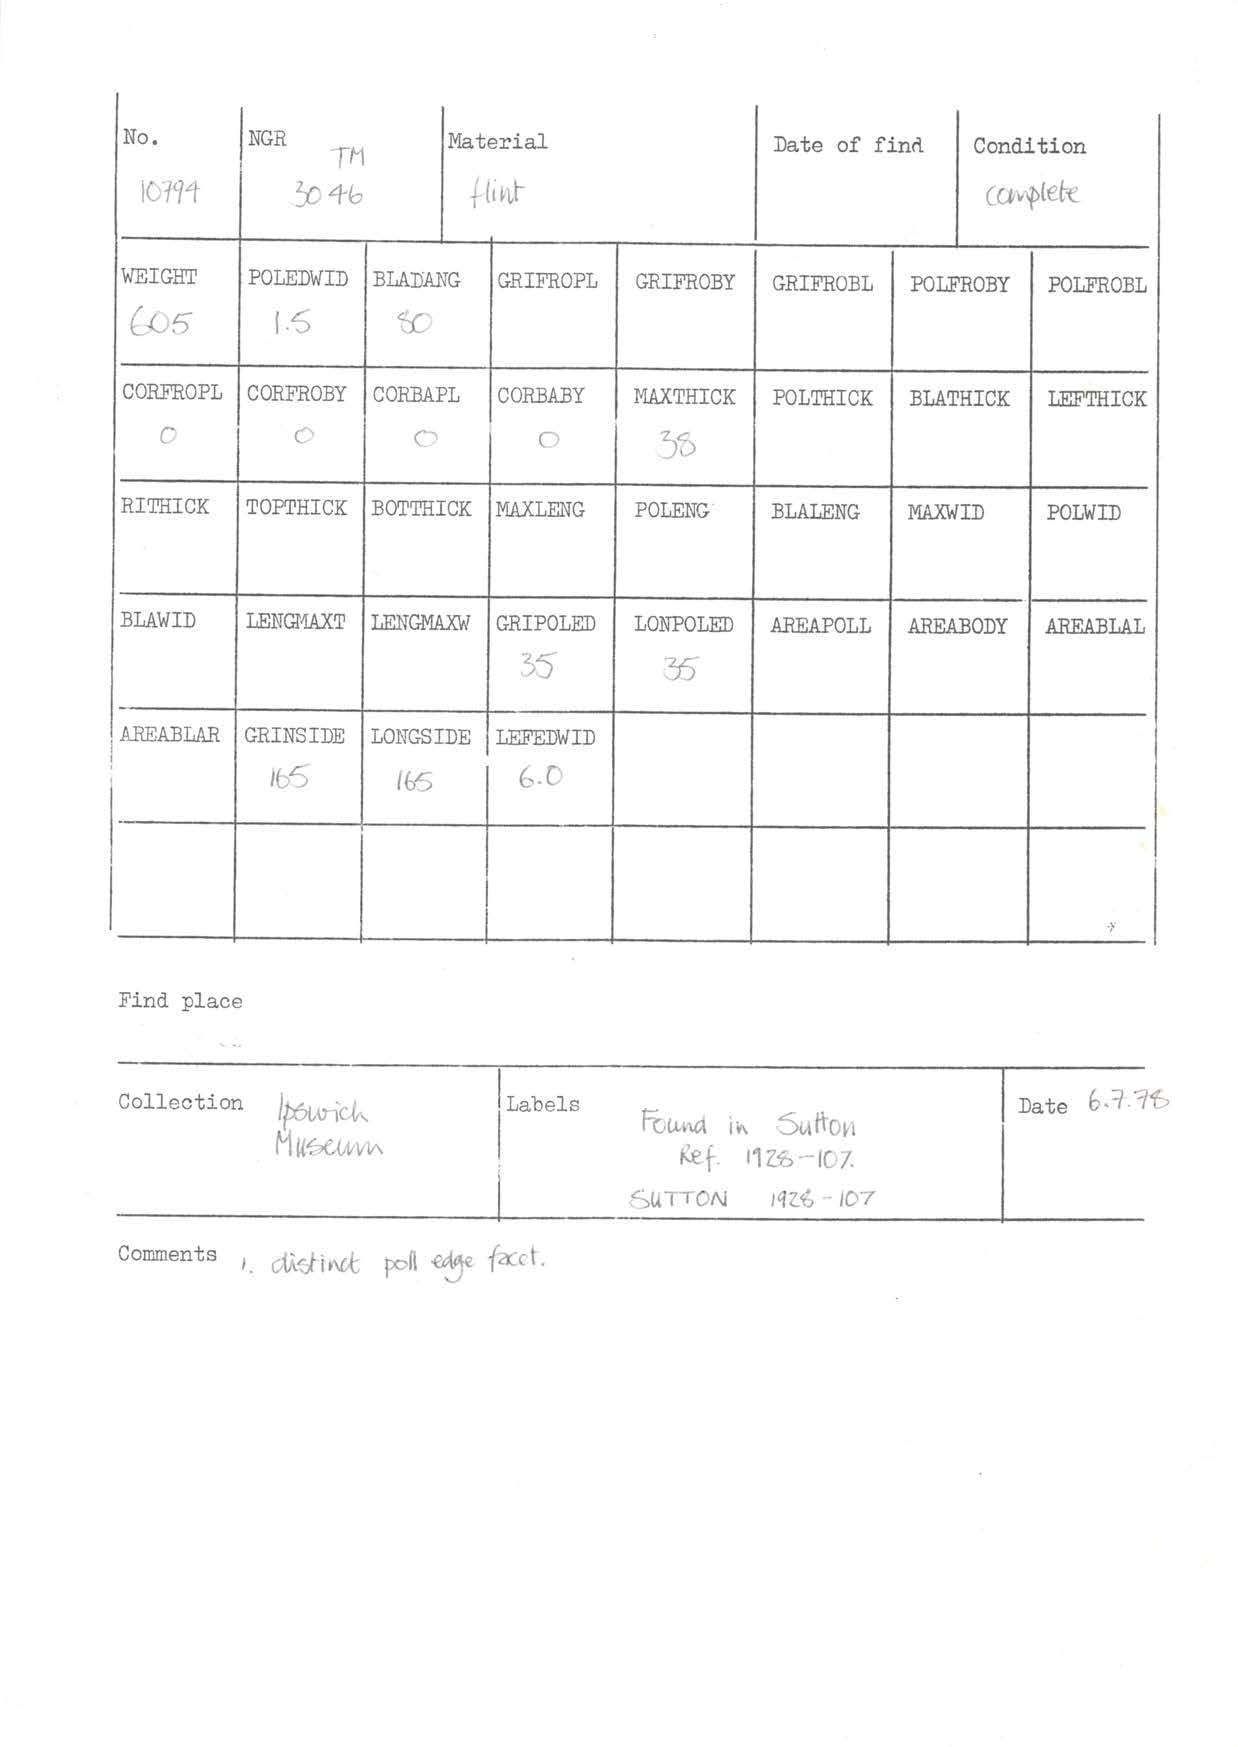 No. NGR Material Date of find Condition
TM
10794 3046 flint complete
WEIGHT POLEDWID BLADANG GRIFROPL GRIFROBY GRIFROBL POLFROBY POLFROBL
605 1.5 80
CORFROPL CORFROBY CORBAPL CORBABY MAXTHICK POLTHICK BLATHICK LEFTHICK
0 0 0 0 38
RITHICK TOPTHICK BOTTHICK MAXLENG POLENG BLALENG MAXWID POLWID
BLAWID LENGMAXT LENGMAXW GRIPOLED LONPOLED AREAPOLL AREABODY AREABLAL
35 35
AREABLAR GRINSIDE LONGSIDE LEFEDWID
165 165 6.0
Find place
Collection Ipswich
Museum
Labels Found in Sutton
Ref. 1928-107.
SUTTON 1928-107
Date 6.7.78
Comments 1. distinct poll edge facet.